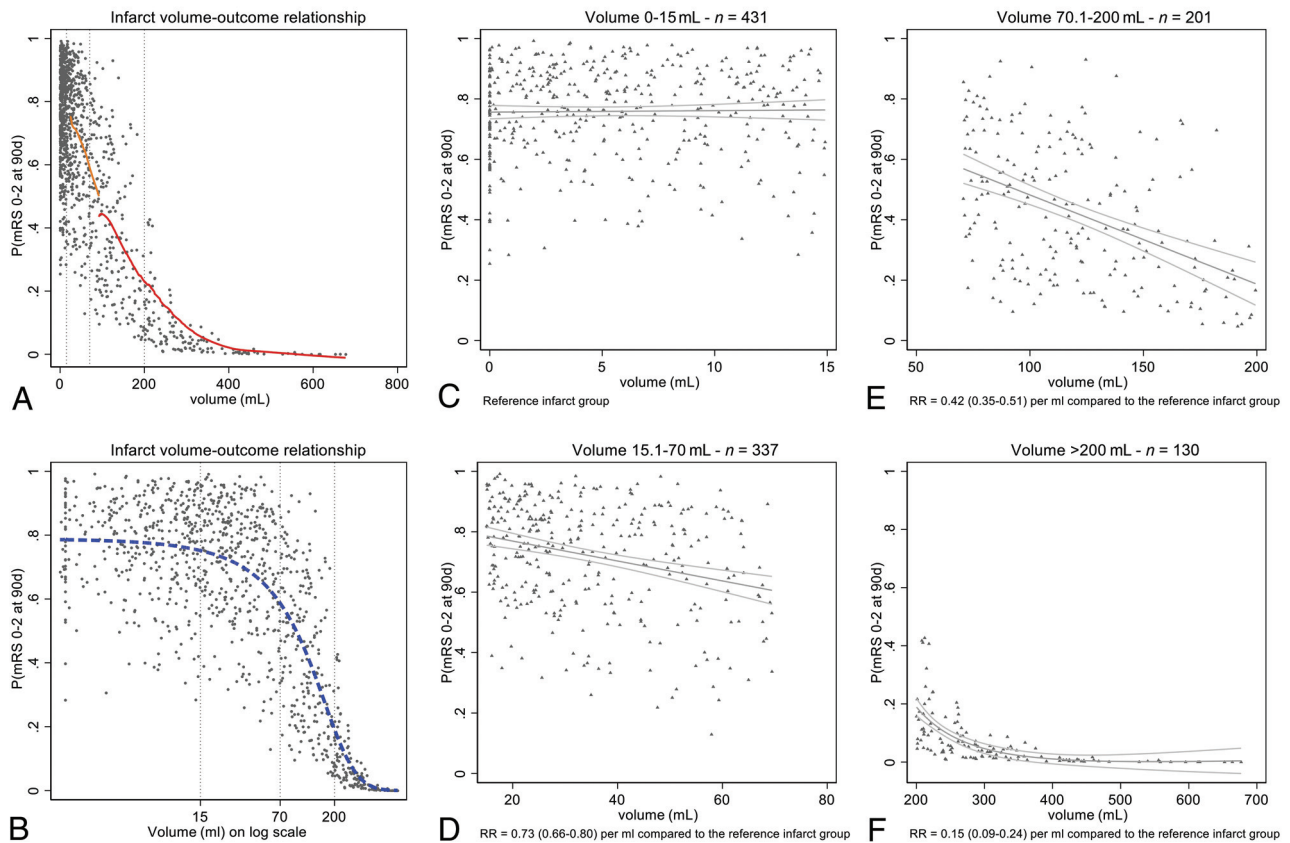 Infarct volume-outcome relationship
P(mRS 0-2 at 90d)
1
.8
.6
.4
.2
0
0 200 400 600 800
volume (mL)
A
Volume 0-15 mL - n = 431
P(mRS 0-2 at 90d)
1
.8
.6
.4
.2
0
0 5 10 15
volume (mL)
C
Reference infarct group
Volume 70.1-200 mL - n = 201
P(mRS 0-2 at 90d)
1
.8
.6
.4
.2
0
50 100 150 200
volume (mL)
E
RR = 0.42 (0.35-0.51) per ml compared to the reference infarct group
Infarct volume-outcome relationship
P(mRS 0-2 at 90d)
1
.8
.6
.4
.2
0
15 70 200
Volume (ml) on log scale
B
Volume 15.1-70 mL - n = 337
P(mRS 0-2 at 90d)
1
.8
.6
.4
.2
0
20 40 60 80
volume (mL)
D
RR = 0.73 (0.66-0.80) per ml compared to the reference infarct group
Volume >200 mL - n = 130
P(mRS 0-2 at 90d)
1
.8
.6
.4
.2
0
200 300 400 500 600 700
volume (mL)
F
RR = 0.15 (0.09-0.24) per ml compared to the reference infarct group